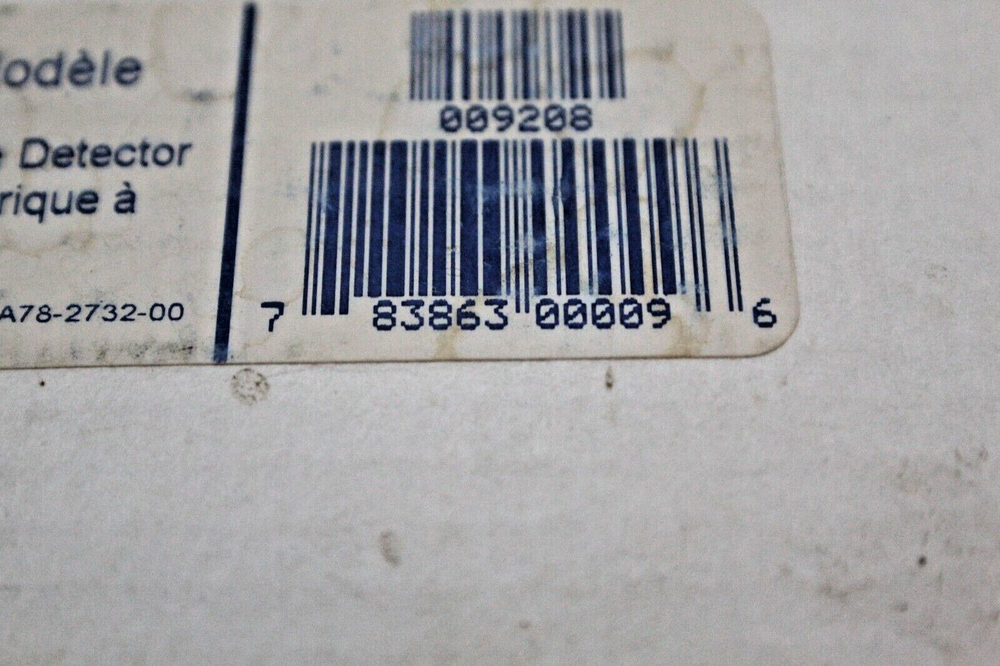 odèle
Detector
rique à
A78-2732-00
009208
7 83863 00009 6